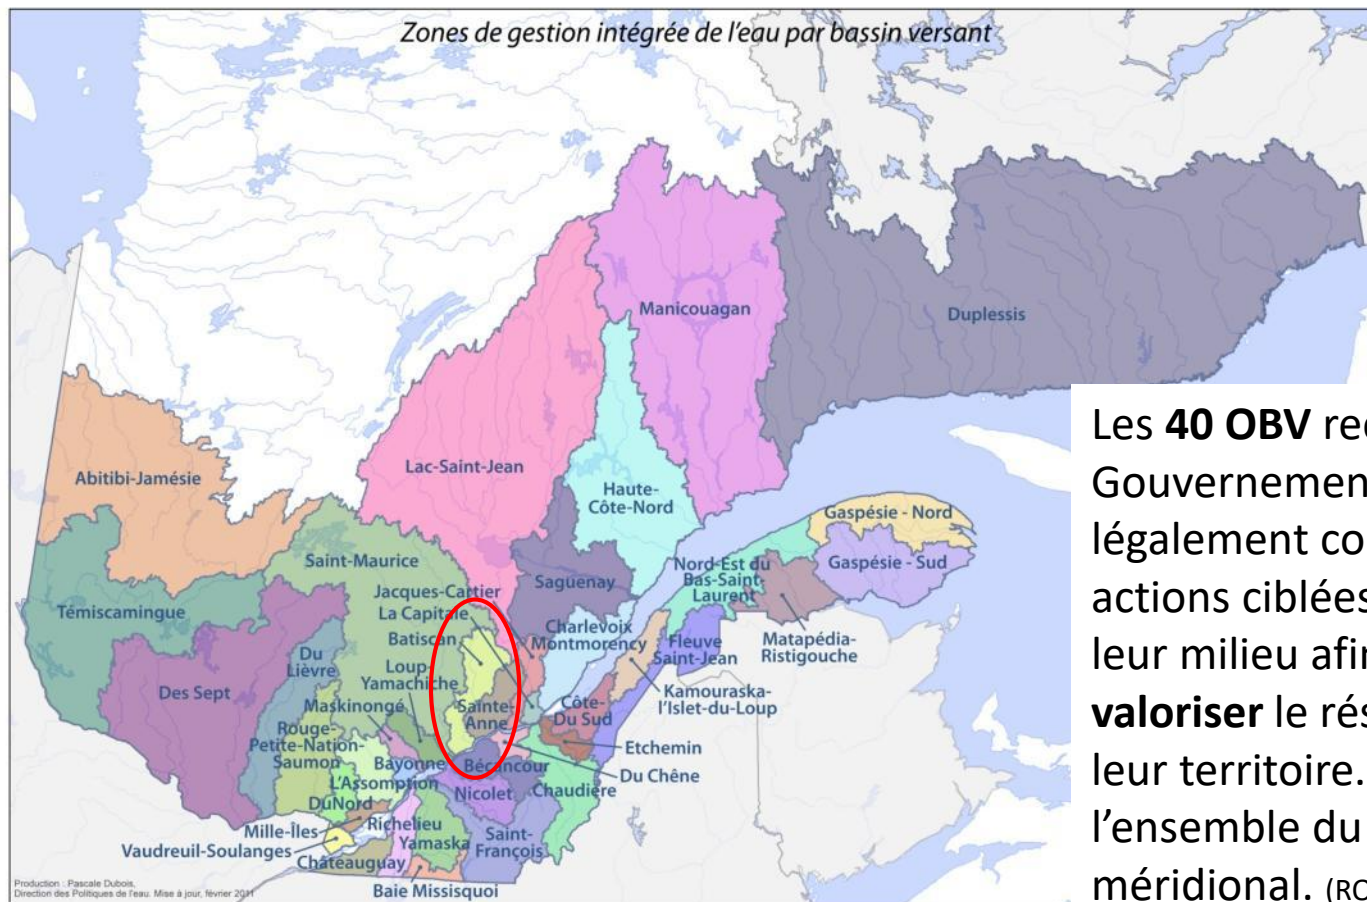 Zones de gestion intégrée de l'eau par bassin versant
Manicouagan
Duplessis
Lac-Saint-Jean
Abitibi-Jamésie
Haute-
Côte-Nord
Gaspésie - Nord
Saint-Maurice
Nord-Est du
Bas-Saint-
Laurent
Gaspésie - Sud
Saguenay
Jacques-Cartier
La Capitale
Témiscamingue
Batiscan
Charlevoix
Montmorency
Fleuve
Saint-Jean
Matapédia-
Ristigouche
Du
Lièvre
Loup-
Yamachiche
Des Sept
Maskinongé
Sainte-
Anne
Côte-
Du Sud
Kamouraska-
l'Islet-du-Loup
Rouge-
Petite-Nation-
Saumon
Etchemin
Bayonne
Bécancour
Du Chêne
L'Assomption
Nicolet
Chaudière
DuNord
Mille-Îles
Richelieu
Yamaska
Saint-
François
Vaudreuil-Soulanges
Châteauguay
Baie Missisquoi
Production : Pascale Dubois,
Direction des Politiques de l'eau. Mise à jour, février 2011
Les 40 OBV
Gouvernemen
légalement co
actions ciblées
leur milieu afin
valoriser le rés
leur territoire.
l'ensemble du
méridional. (RO